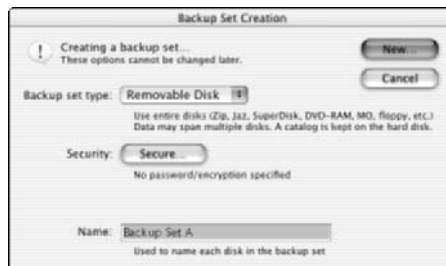 Backup Set Creation
Creating a backup set...
These options cannot be changed later.
New...
Cancel
Backup set type: Removable Disk
Use entire disks (Zip, Jaz, SuperDisk, DVD-RAM, MO, floppy, etc.)
Data may span multiple disks. A catalog is kept on the hard disk.
Security: Secure...
No password/encryption specified
Name: Backup Set A
Used to name each disk in the backup set